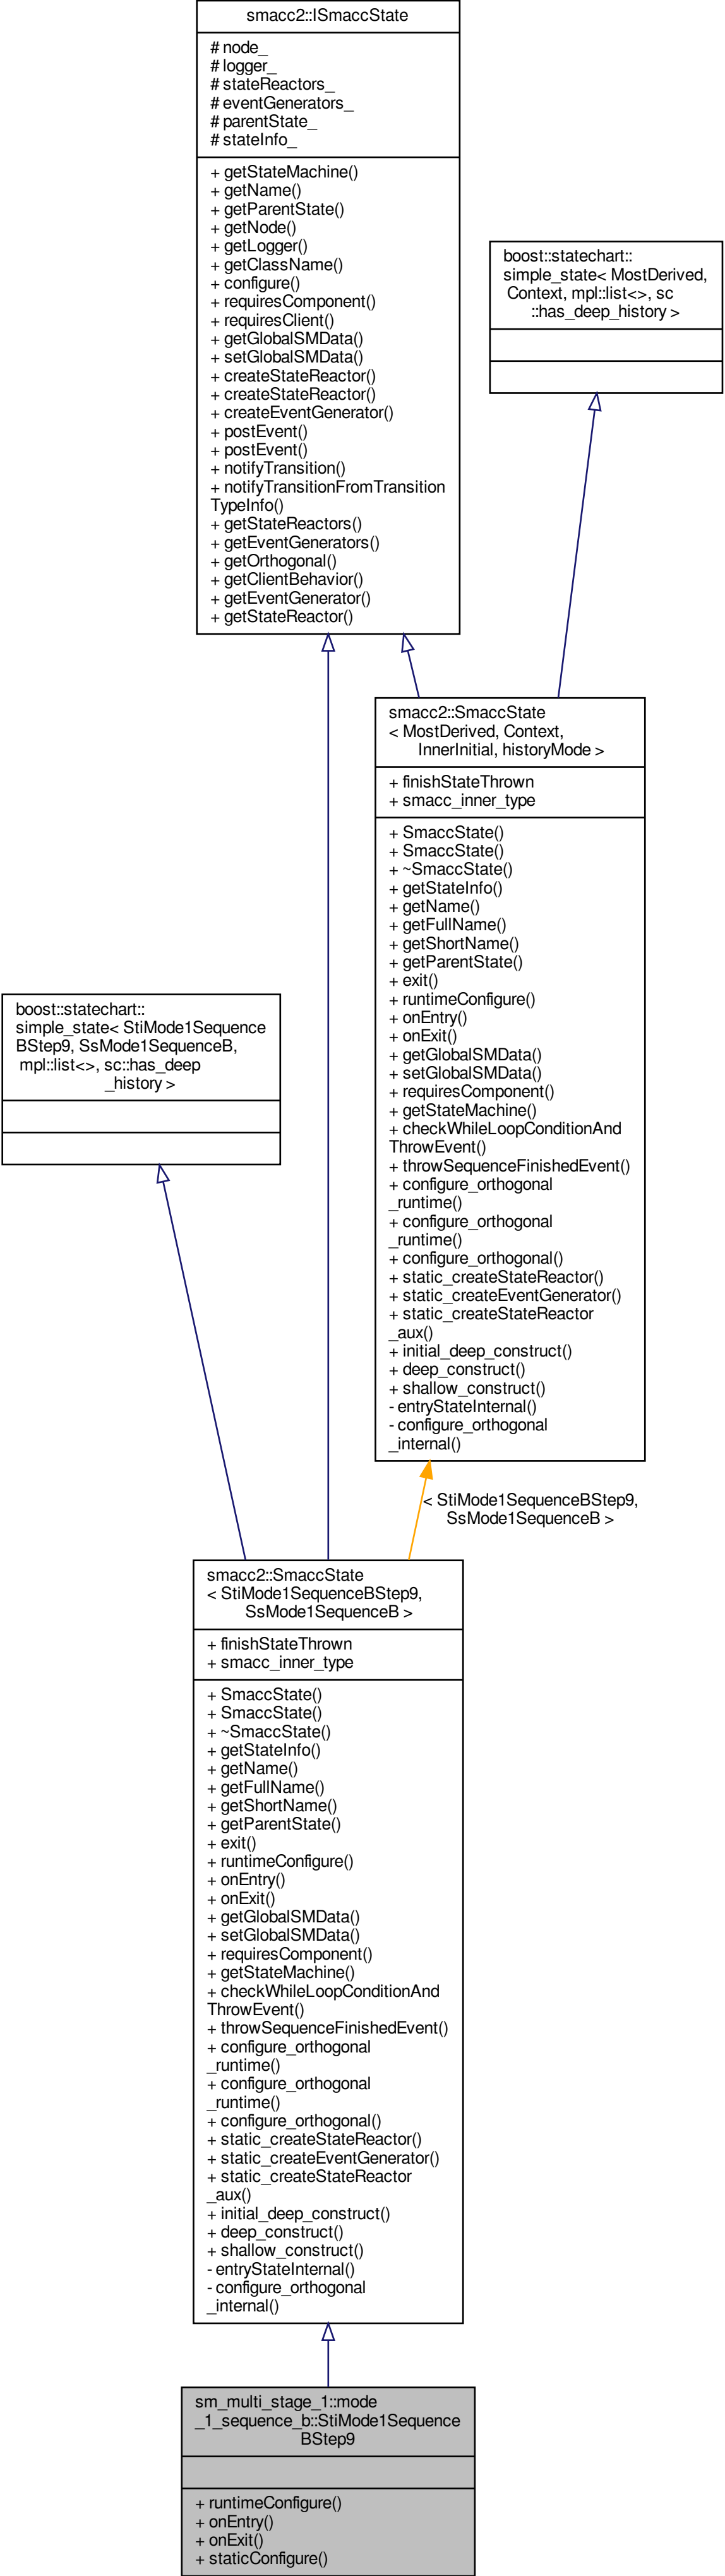 smacc2::ISmaccState
# node_
# logger_
# stateReactors_
# eventGenerators_
# parentState_
# stateInfo_
+ getStateMachine()
+ getName()
+ getParentState()
+ getNode()
+ getLogger()
+ getClassName()
+ configure()
+ requiresComponent()
+ requiresClient()
+ getGlobalSMData()
+ setGlobalSMData()
+ createStateReactor()
+ createStateReactor()
+ createEventGenerator()
+ postEvent()
+ postEvent()
+ notifyTransition()
+ notifyTransitionFromTransition
TypeInfo()
+ getStateReactors()
+ getEventGenerators()
+ getOrthogonal()
+ getClientBehavior()
+ getEventGenerator()
+ getStateReactor()
boost::statechart::
simple_state< MostDerived,
Context, mpl::list<>, sc
::has_deep_history >
smacc2::SmaccState
< MostDerived, Context,
InnerInitial, historyMode >
+ finishStateThrown
+ smacc_inner_type
+ SmaccState()
+ SmaccState()
+ ~SmaccState()
+ getStateInfo()
+ getName()
+ getFullName()
+ getShortName()
+ getParentState()
+ exit()
+ runtimeConfigure()
+ onEntry()
+ onExit()
+ getGlobalSMData()
+ setGlobalSMData()
+ requiresComponent()
+ getStateMachine()
+ checkWhileLoopConditionAnd
ThrowEvent()
+ throwSequenceFinishedEvent()
+ configure_orthogonal
_runtime()
+ configure_orthogonal
_runtime()
+ configure_orthogonal()
+ static_createStateReactor()
+ static_createEventGenerator()
+ static_createStateReactor
_aux()
+ initial_deep_construct()
+ deep_construct()
+ shallow_construct()
- entryStateInternal()
- configure_orthogonal
_internal()
boost::statechart::
simple_state< StiMode1Sequence
BStep9, SsMode1SequenceB,
mpl::list<>, sc::has_deep
_history >
< StiMode1SequenceBStep9,
SsMode1SequenceB >
smacc2::SmaccState
< StiMode1SequenceBStep9,
SsMode1SequenceB >
+ finishStateThrown
+ smacc_inner_type
+ SmaccState()
+ SmaccState()
+ ~SmaccState()
+ getStateInfo()
+ getName()
+ getFullName()
+ getShortName()
+ getParentState()
+ exit()
+ runtimeConfigure()
+ onEntry()
+ onExit()
+ getGlobalSMData()
+ setGlobalSMData()
+ requiresComponent()
+ getStateMachine()
+ checkWhileLoopConditionAnd
ThrowEvent()
+ throwSequenceFinishedEvent()
+ configure_orthogonal
_runtime()
+ configure_orthogonal
_runtime()
+ configure_orthogonal()
+ static_createStateReactor()
+ static_createEventGenerator()
+ static_createStateReactor
_aux()
+ initial_deep_construct()
+ deep_construct()
+ shallow_construct()
- entryStateInternal()
- configure_orthogonal
_internal()
sm_multi_stage_1::mode
_1_sequence_b::StiMode1Sequence
BStep9
+ runtimeConfigure()
+ onEntry()
+ onExit()
+ staticConfigure()